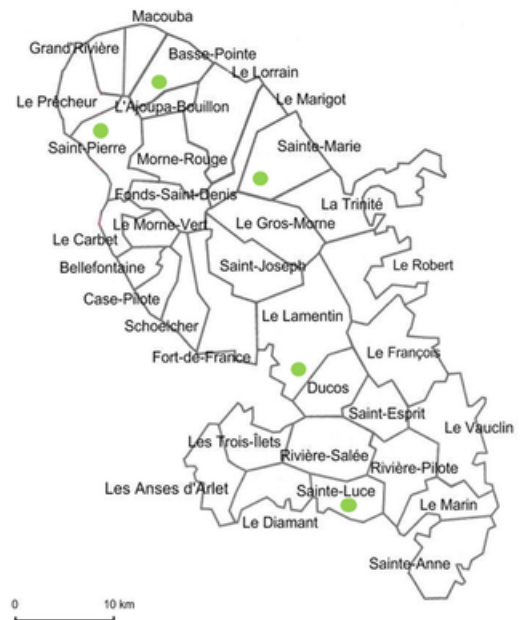 Macouba
Grand'Rivière
Basse-Pointe
Le Lorrain
Le Prêcheur
L'Ajoupa-Bouillon
Le Marigot
Saint-Pierre
Sainte-Marie
Morne-Rouge
Fonds-Saint-Denis
La Trinité
Le Morne-Vert
Le Gros-Morne
Le Carbet
Bellefontaine
Saint-Joseph
Le Robert
Case-Pilote
Le Lamentin
Schoelcher
Fort-de-France
Le François
Ducos
Saint-Esprit
Le Vauclin
Les Trois-Îlets
Rivière-Salée
Rivière-Pilote
Les Anses d'Arlet
Sainte-Luce
Le Marin
Le Diamant
Sainte-Anne
0 10 km